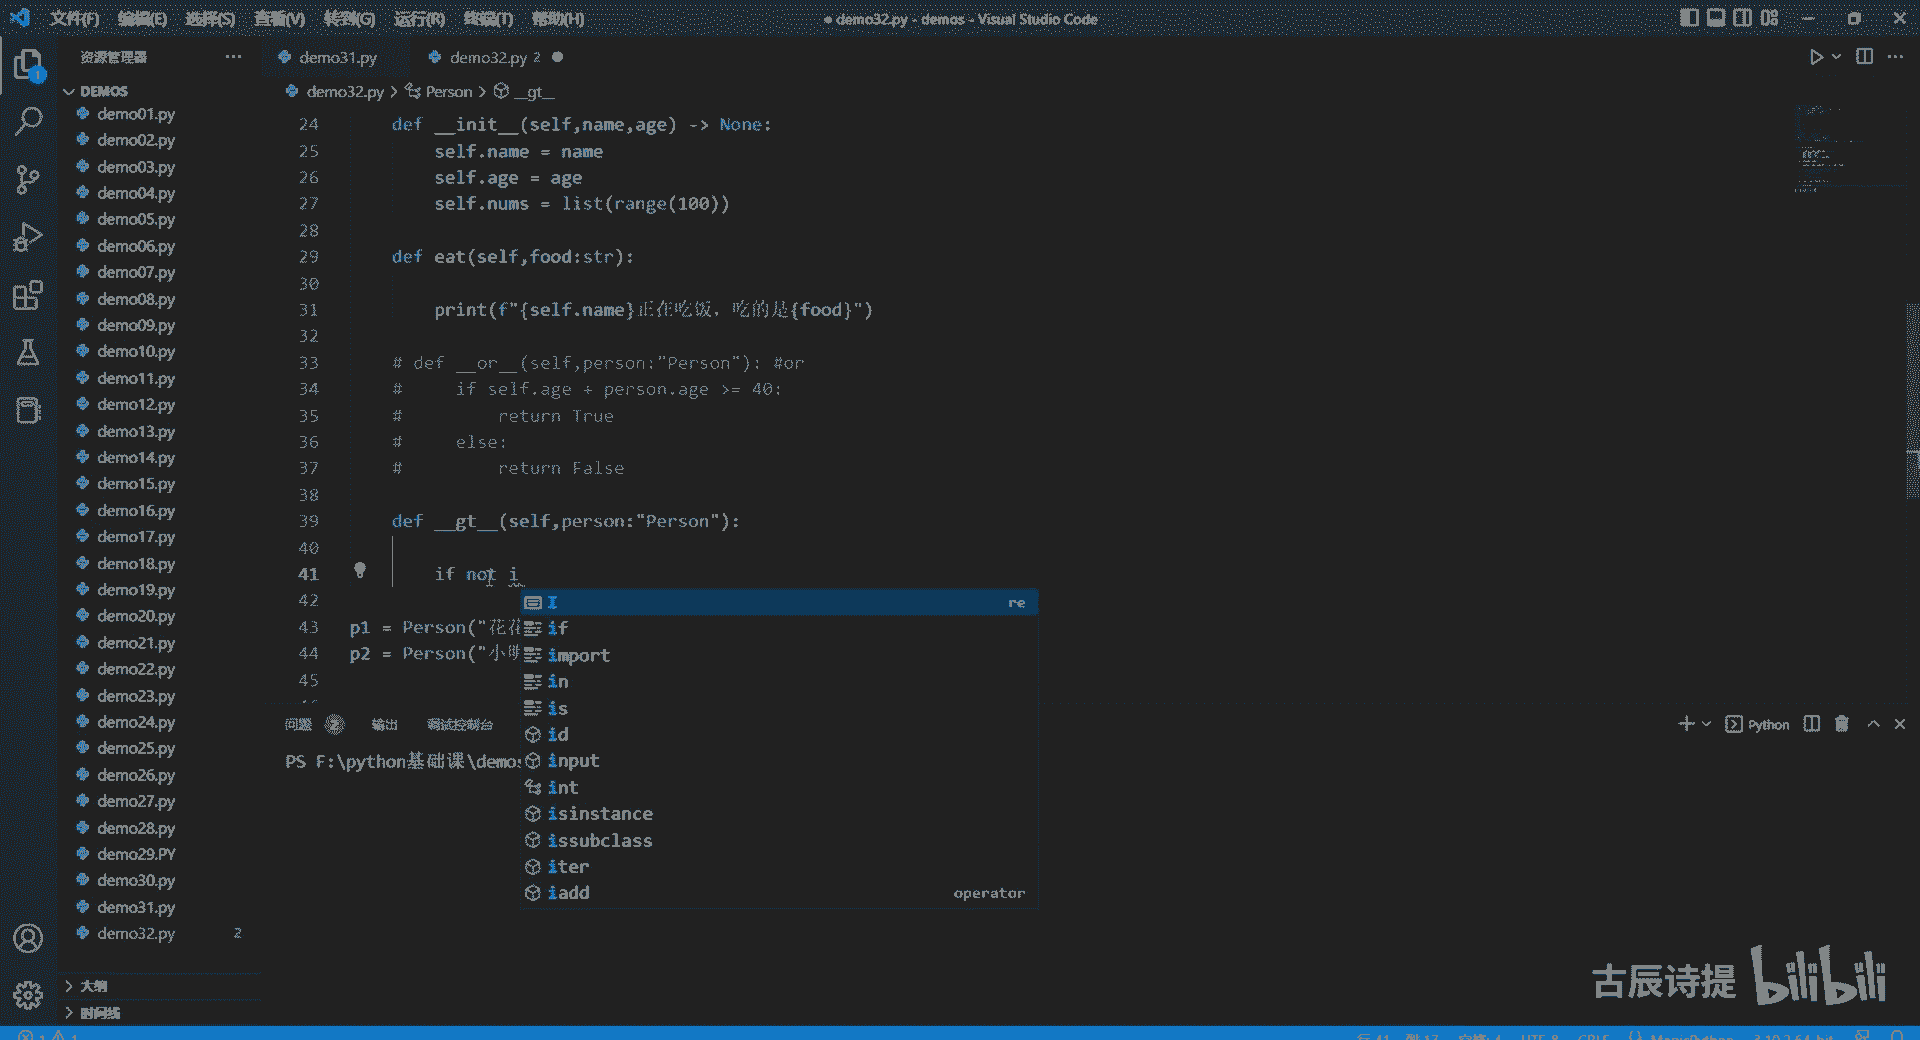 文件(F) 编辑(E) 选择(S) 查看(V) 转到(G) 运行(R) 终端(T) 帮助(H)
● demo32.py - demos - Visual Studio Code
资源管理器 ···
demo31.py
demo32.py 2 ●
DEMOS
demo32.py > Person > __gt__
demo01.py
demo02.py
demo03.py
demo04.py
demo05.py
demo06.py
demo07.py
demo08.py
demo09.py
demo10.py
demo11.py
demo12.py
demo13.py
demo14.py
demo15.py
demo16.py
demo17.py
demo18.py
demo19.py
demo20.py
demo21.py
demo22.py
demo23.py
demo24.py
demo25.py
demo26.py
demo27.py
demo28.py
demo29.PY
demo30.py
demo31.py
demo32.py 2
大纲
时间线
1
24 def __init__(self,name,age) -> None:
25 self.name = name
26 self.age = age
27 self.nums = list(range(100))
28
29 def eat(self,food:str):
30
31 print(f"{self.name}正在吃饭，吃的是{food}")
32
33 # def __or__(self,person:"Person"): #or
34 # if self.age + person.age >= 40:
35 # return True
36 # else:
37 # return False
38
39 def __gt__(self,person:"Person"):
40
41 if not i
42
43 p1 = Person("花花
44 p2 = Person("小明
45
I re
if
import
in
is
id
input
int
isinstance
issubclass
iter
iadd operator
问题 2 输出 调试控制台
Python
PS F:\python基础课\demos
古辰诗提 bilibili